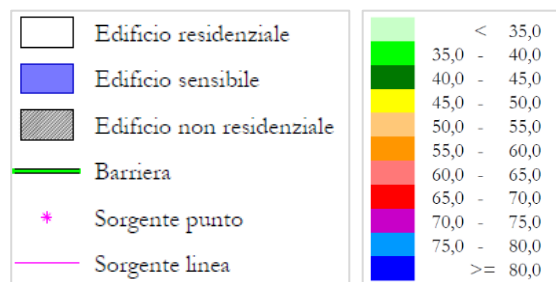 Edificio residenziale
Edificio sensibile
Edificio non residenziale
Barriera
Sorgente punto
Sorgente linea
< 35,0
35,0 - 40,0
40,0 - 45,0
45,0 - 50,0
50,0 - 55,0
55,0 - 60,0
60,0 - 65,0
65,0 - 70,0
70,0 - 75,0
75,0 - 80,0
>= 80,0